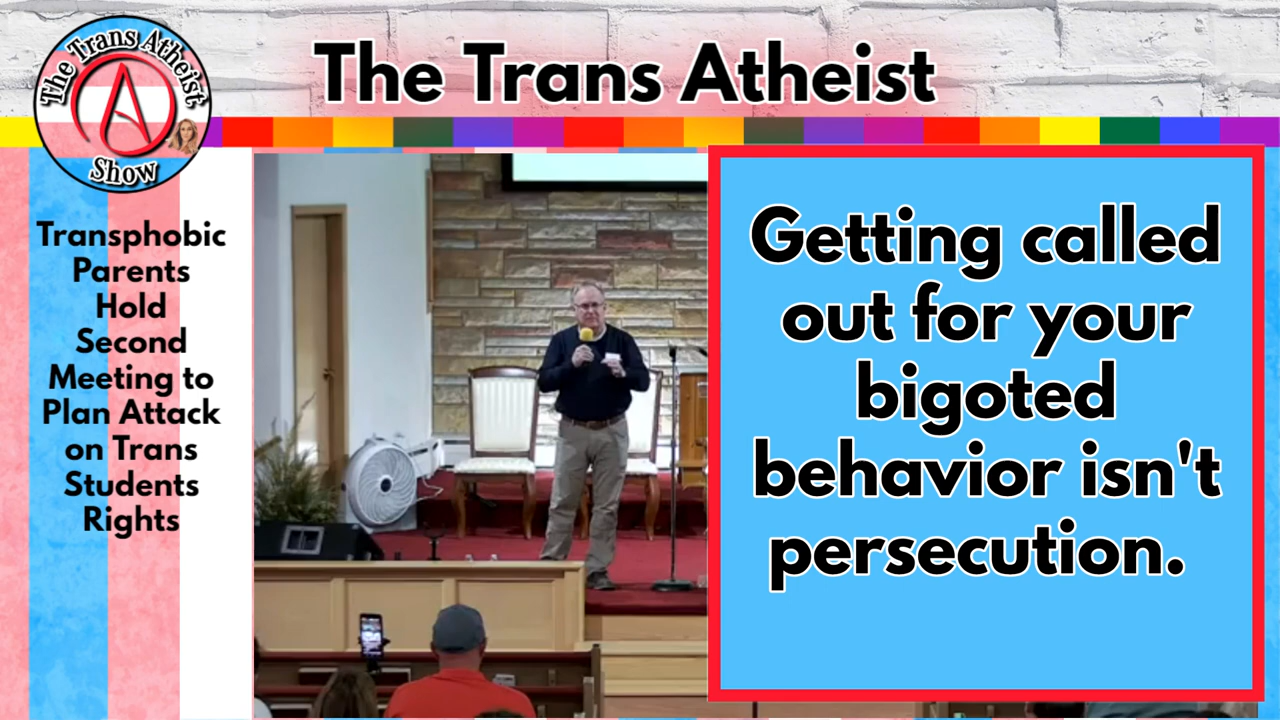 The Trans Atheist
Show
The Trans Atheist
Transphobic
Parents
Hold
Second
Meeting to
Plan Attack
on Trans
Students
Rights
Getting called
out for your
bigoted
behavior isn't
persecution.